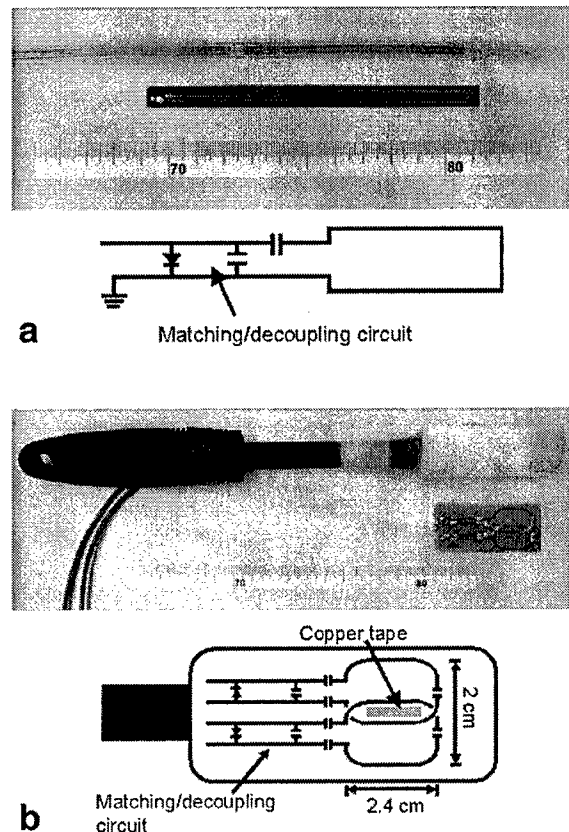 70
80
a
Matching/decoupling circuit
70
80
Copper tape
2 cm
2.4 cm
Matching/decoupling
circuit
b